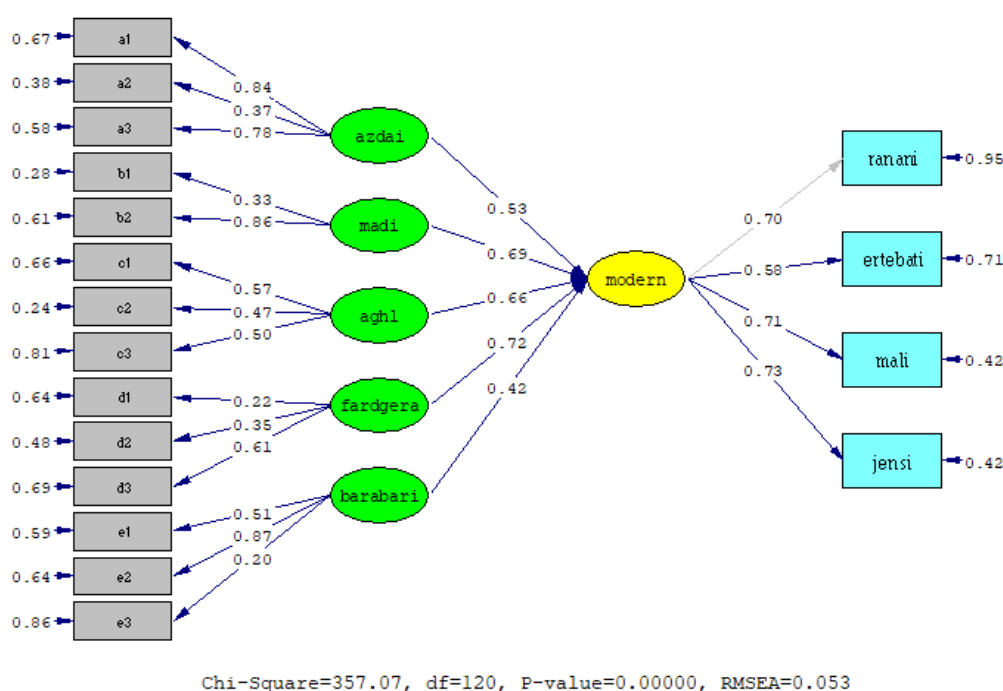 0.67 a1
0.38 a2
0.58 a3
0.28 b1
0.61 b2
0.66 c1
0.24 c2
0.81 c3
0.64 d1
0.48 d2
0.69 d3
0.59 e1
0.64 e2
0.86 e3
0.84
0.37
0.78
0.33
0.86
0.57
0.47
0.50
0.22
0.35
0.61
0.51
0.87
0.20
azdai
madi
aghl
fardgera
barabari
0.53
0.69
0.66
0.72
0.42
modern
0.70
0.58
0.71
0.73
ranani 0.95
ertebati 0.71
mali 0.42
jensi 0.42
Chi-Square=357.07, df=120, P-value=0.00000, RMSEA=0.053